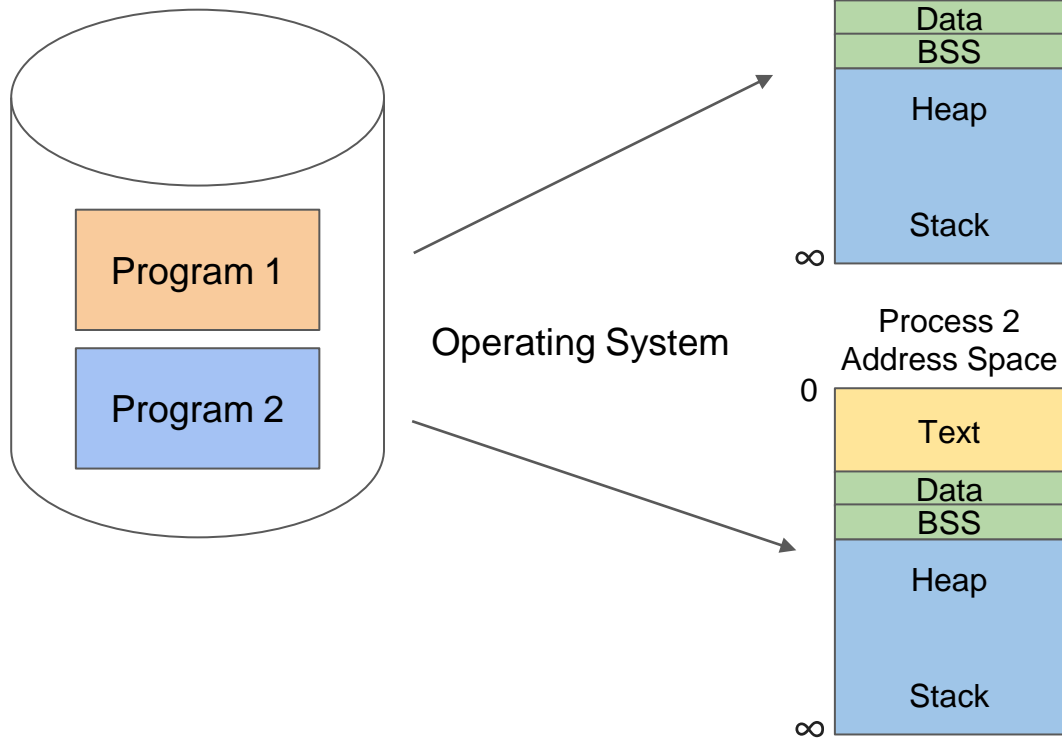 Program 1
Program 2
Operating System
Data
BSS
Heap
Stack
∞
Process 2
Address Space
0
Text
Data
BSS
Heap
Stack
∞